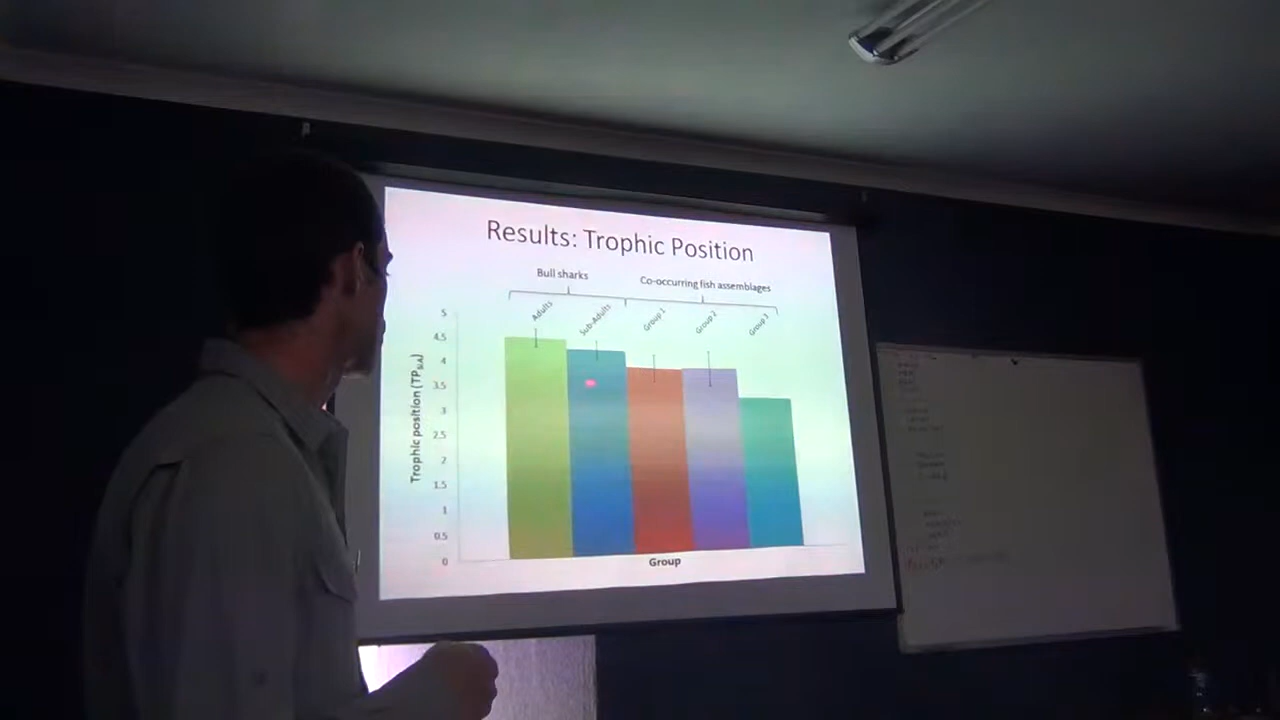 Results: Trophic Position
Bull sharks
Co-occurring fish assemblages
Adults
Sub-Adults
Group 1
Group 2
Group 3
5
4.5
4
3.5
3
2.5
2
1.5
1
0.5
0
Trophic position (TPSIA)
Group